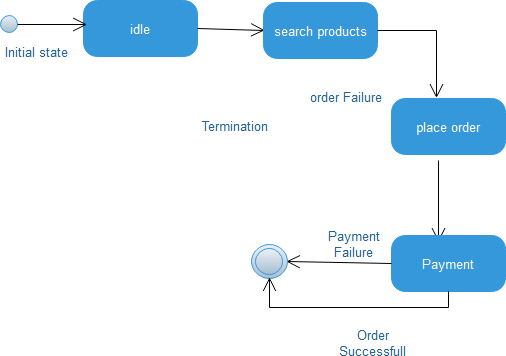 idle
search products
Initial state
order Failure
Termination
place order
Payment
Failure
Payment
Order
Successfull